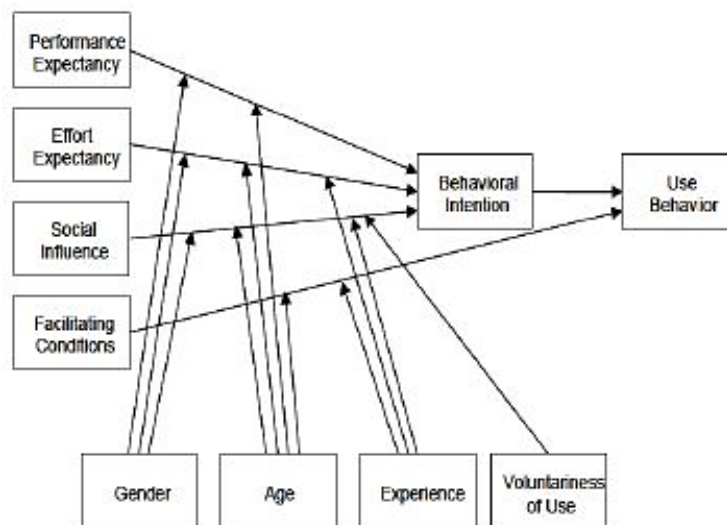 Performance
Expectancy
Effort
Expectancy
Social
Influence
Facilitating
Conditions
Behavioral
Intention
Use
Behavior
Gender
Age
Experience
Voluntariness
of Use